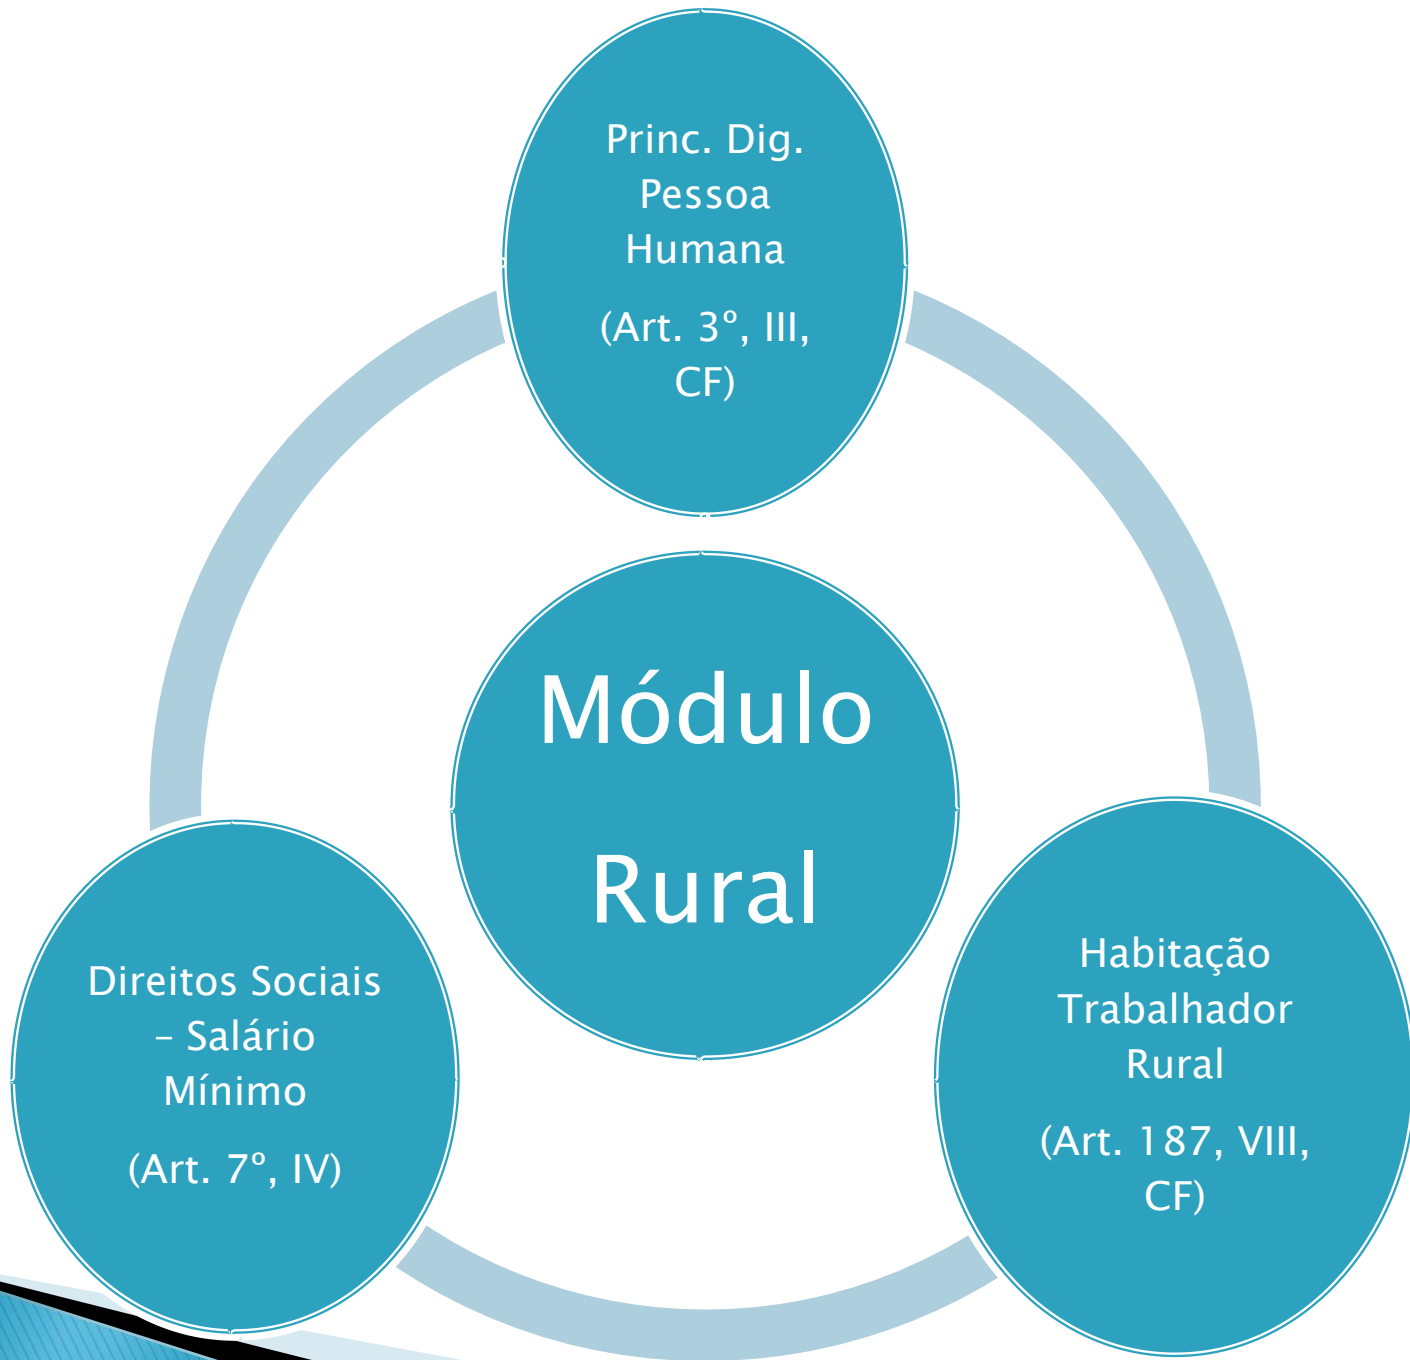 Princ. Dig.
Pessoa
Humana
(Art. 3º, III,
CF)
Módulo
Rural
Direitos Sociais
– Salário
Mínimo
(Art. 7º, IV)
Habitação
Trabalhador
Rural
(Art. 187, VIII,
CF)